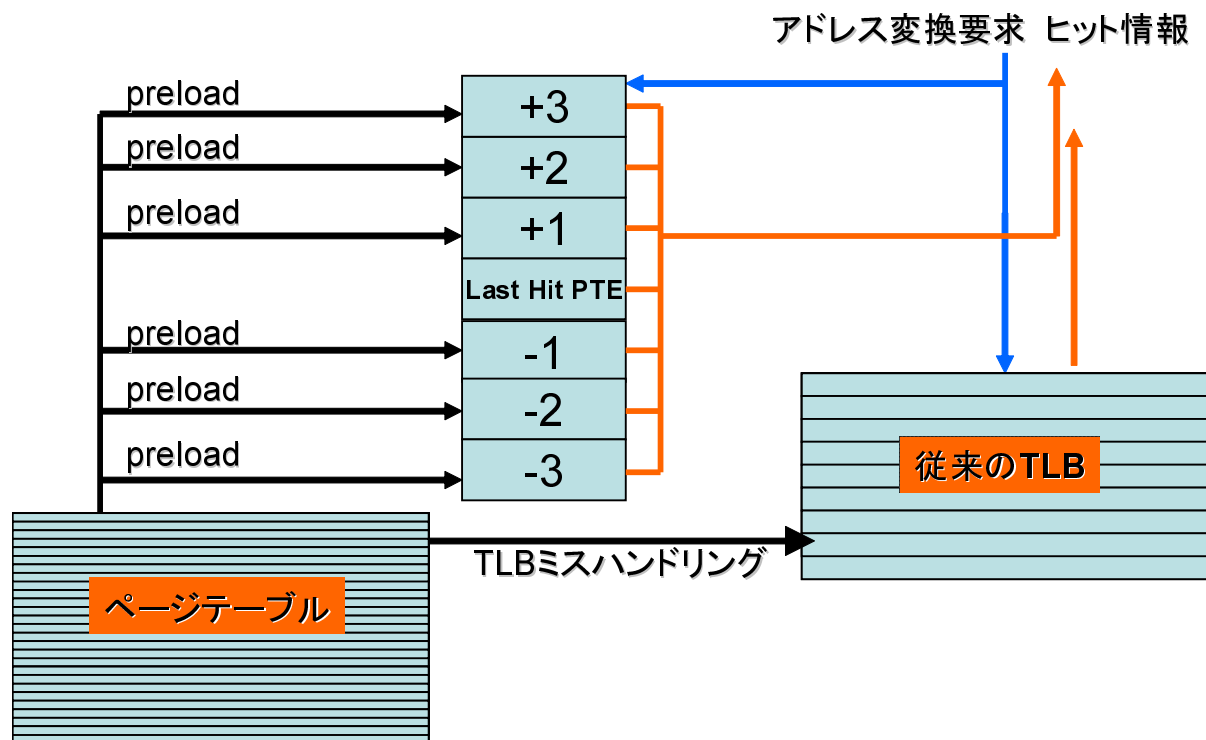 アドレス変換要求 ヒット情報
preload
+3
preload
+2
preload
+1
Last Hit PTE
preload
-1
preload
-2
preload
-3
従来のTLB
TLBミスハンドリング
ページテーブル